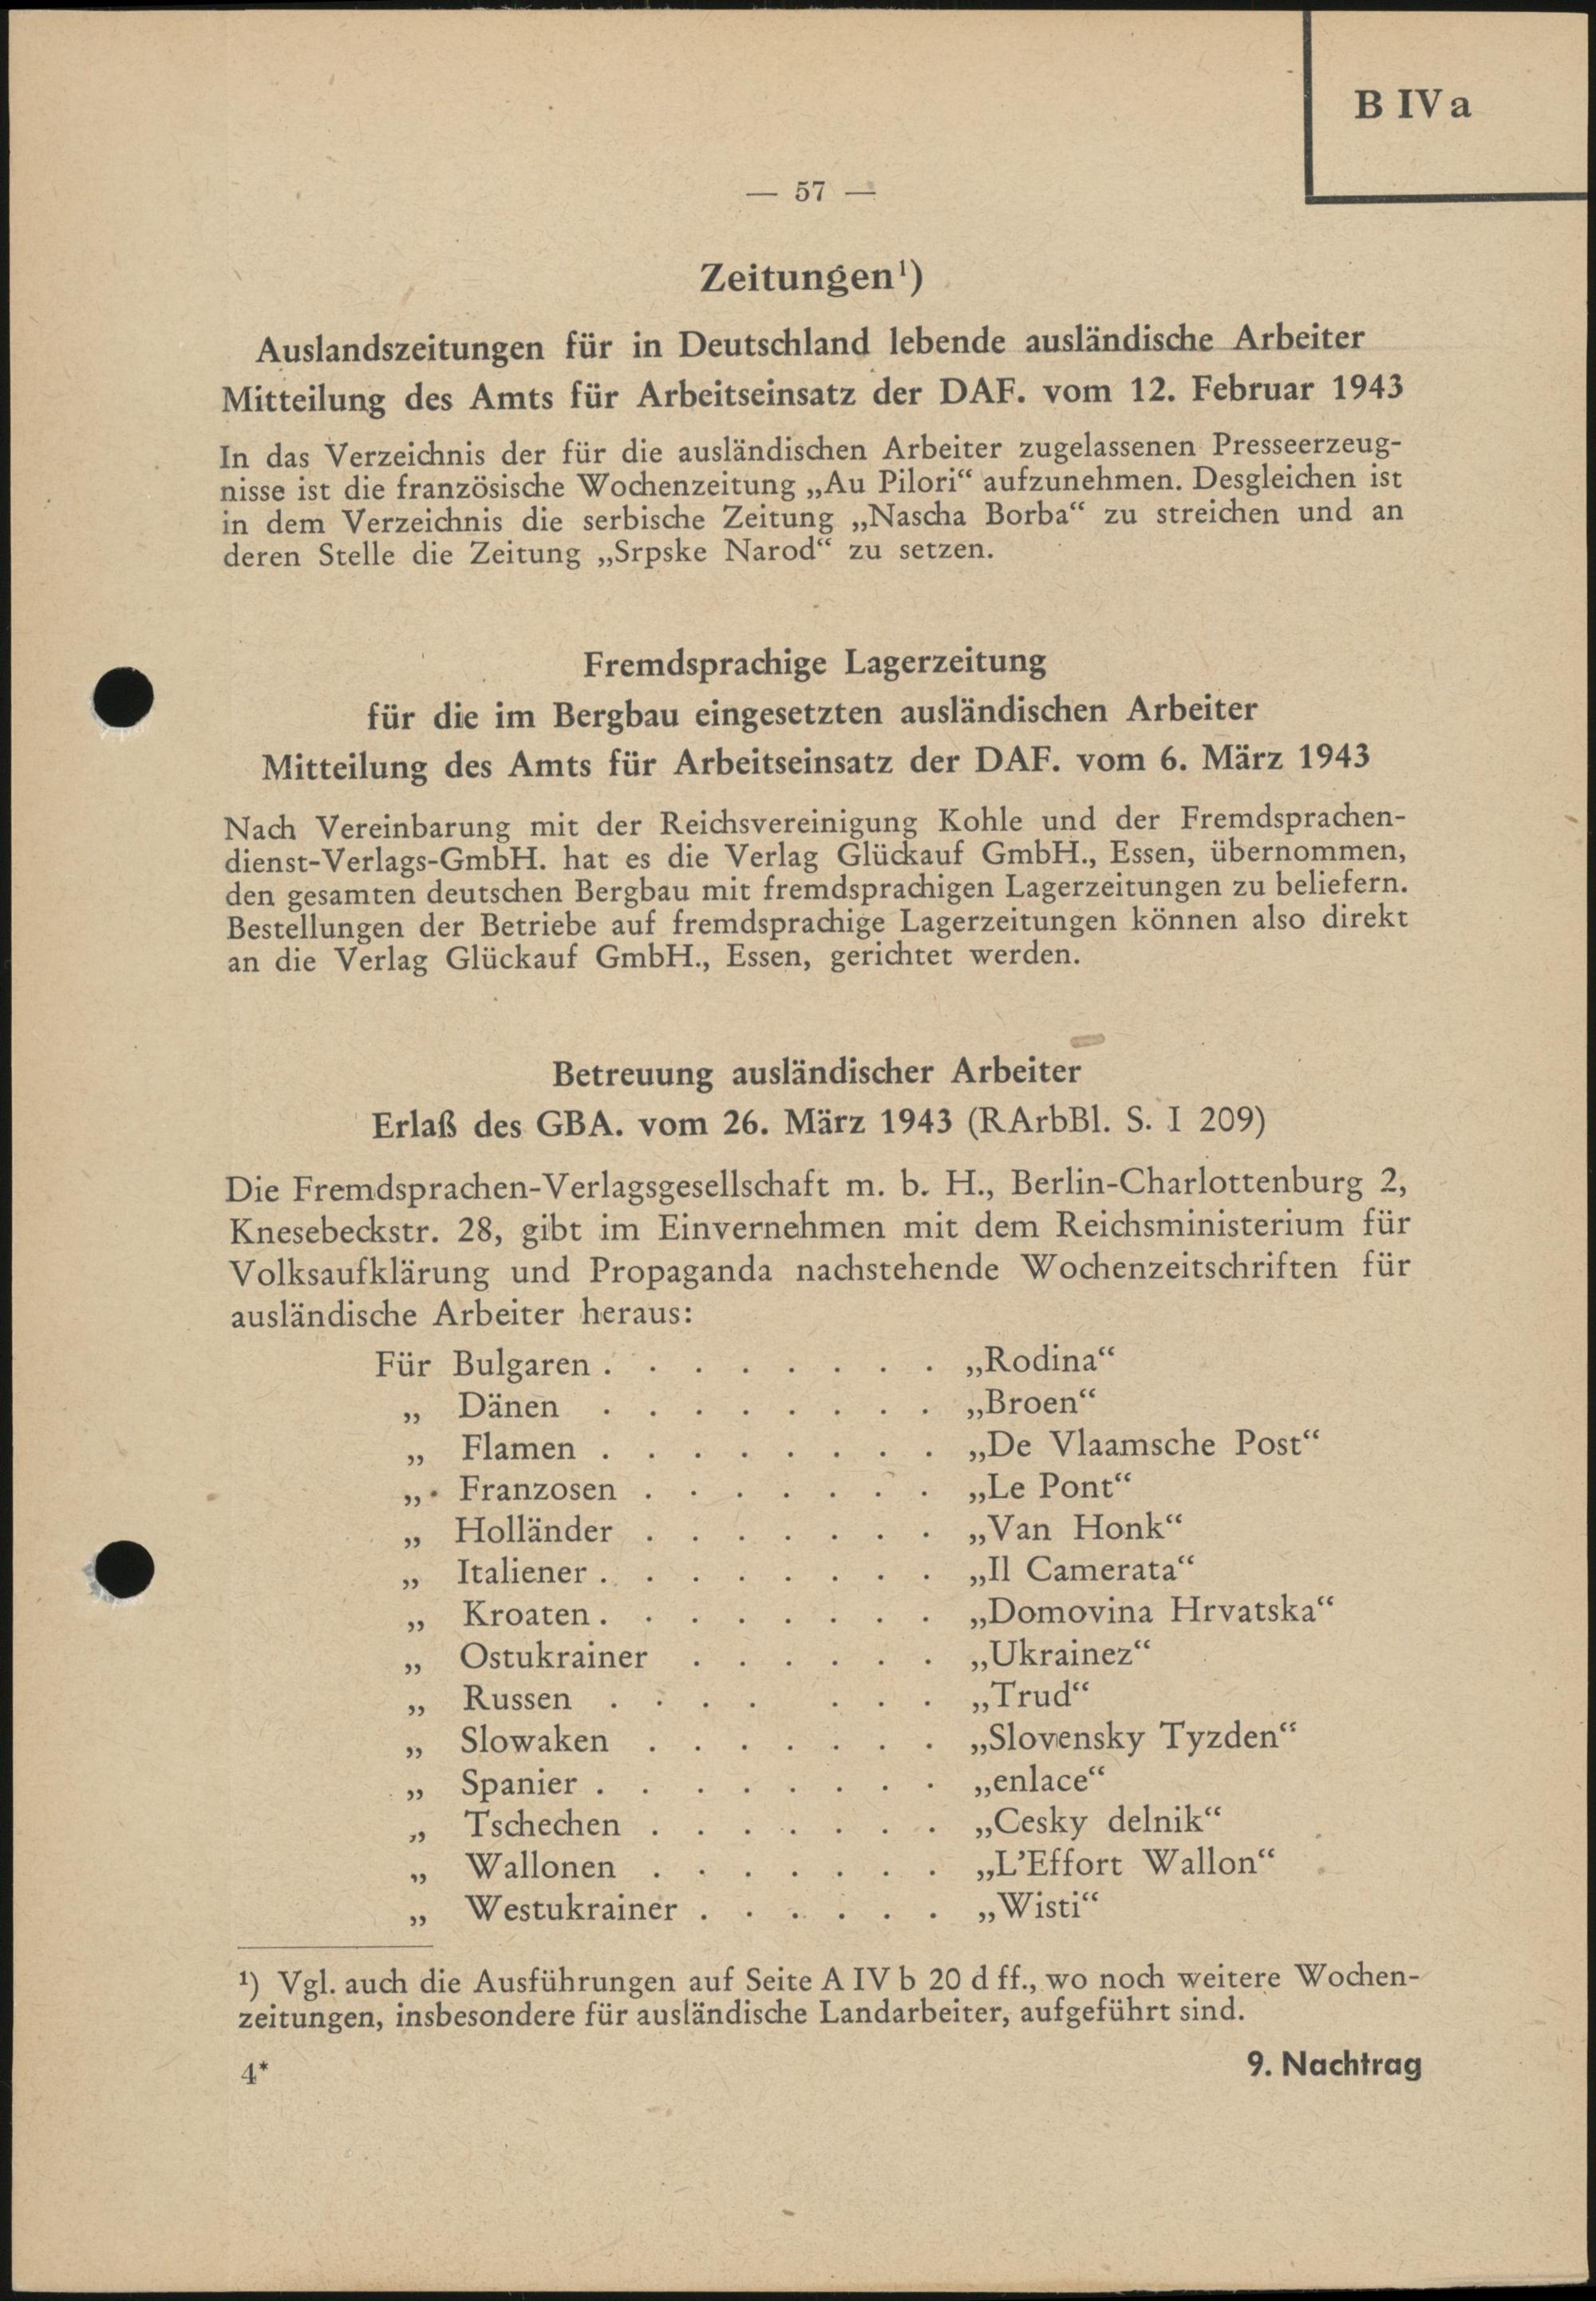 B IV a
— 57 —
Zeitungen¹)
Auslandszeitungen für in Deutschland lebende ausländische Arbeiter
Mitteilung des Amts für Arbeitseinsatz der DAF. vom 12. Februar 1943
In das Verzeichnis der für die ausländischen Arbeiter zugelassenen Presseerzeug-
nisse ist die französische Wochenzeitung „Au Pilori“ aufzunehmen. Desgleichen ist
in dem Verzeichnis die serbische Zeitung „Nascha Borba“ zu streichen und an
deren Stelle die Zeitung „Srpske Narod“ zu setzen.
Fremdsprachige Lagerzeitung
für die im Bergbau eingesetzten ausländischen Arbeiter
Mitteilung des Amts für Arbeitseinsatz der DAF. vom 6. März 1943
Nach Vereinbarung mit der Reichsvereinigung Kohle und der Fremdsprachen-
dienst-Verlags-GmbH. hat es die Verlag Glückauf GmbH., Essen, übernommen,
den gesamten deutschen Bergbau mit fremdsprachigen Lagerzeitungen zu beliefern.
Bestellungen der Betriebe auf fremdsprachige Lagerzeitungen können also direkt
an die Verlag Glückauf GmbH., Essen, gerichtet werden.
Betreuung ausländischer Arbeiter
Erlaß des GBA. vom 26. März 1943 (RArbBl. S. I 209)
Die Fremdsprachen-Verlagsgesellschaft m. b. H., Berlin-Charlottenburg 2,
Knesebeckstr. 28, gibt im Einvernehmen mit dem Reichsministerium für
Volksaufklärung und Propaganda nachstehende Wochenzeitschriften für
ausländische Arbeiter heraus:
Für Bulgaren . . . . . . . . „Rodina“
„ Dänen . . . . . . . . „Broen“
„ Flamen . . . . . . . . „De Vlaamsche Post“
„ Franzosen . . . . . . . „Le Pont“
„ Holländer . . . . . . . „Van Honk“
„ Italiener . . . . . . . . „Il Camerata“
„ Kroaten . . . . . . . . „Domovina Hrvatska“
„ Ostukrainer . . . . . . „Ukrainez“
„ Russen . . . . . . . „Trud“
„ Slowaken . . . . . . . „Slovensky Tyzden“
„ Spanier . . . . . . . . „enlace“
„ Tschechen . . . . . . . „Cesky delnik“
„ Wallonen . . . . . . . „L'Effort Wallon“
„ Westukrainer . . . . . . „Wisti“
¹) Vgl. auch die Ausführungen auf Seite A IV b 20 d ff., wo noch weitere Wochen-
zeitungen, insbesondere für ausländische Landarbeiter, aufgeführt sind.
4* 9. Nachtrag